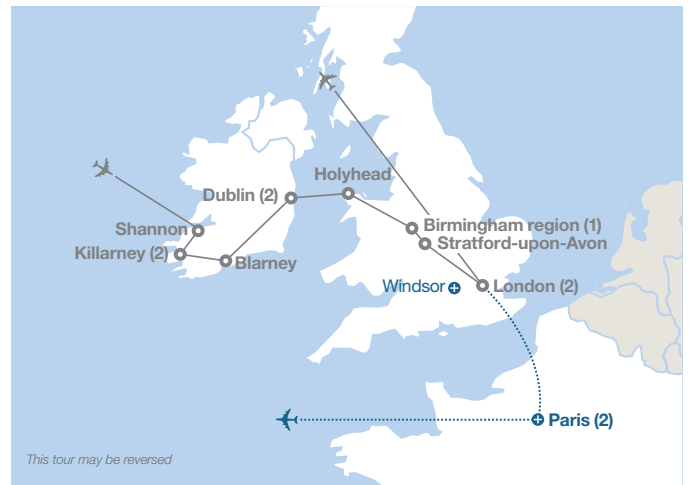 Holyhead
Dublin (2)
Shannon
Birmingham region (1)
Killarney (2)
Stratford-upon-Avon
Blarney
Windsor
London (2)
Paris (2)
This tour may be reversed